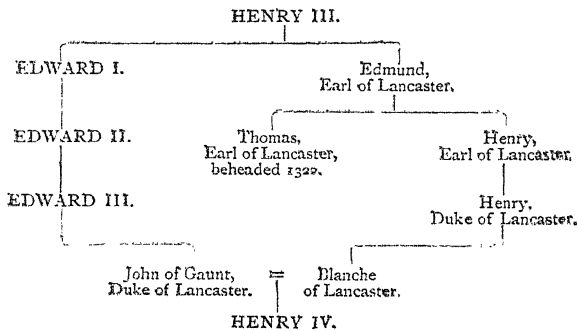 HENRY III.
EDWARD I.
Edmund,
Earl of Lancaster.
EDWARD II.
Thomas,
Earl of Lancaster,
beheaded 1322.
Henry,
Earl of Lancaster.
EDWARD III.
Henry.
Duke of Lancaster.
John of Gaunt,
Duke of Lancaster.
=
Blanche
of Lancaster.
HENRY IV.